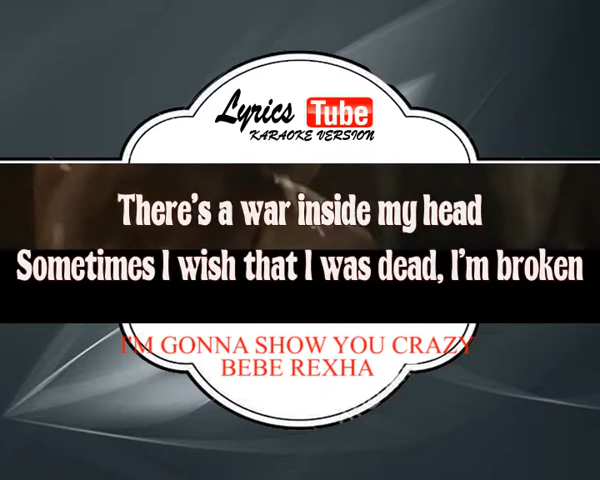 Lyrics Tube
KARAOKE VERSION
There's a war inside my head
Sometimes I wish that I was dead, I'm broken
I'M GONNA SHOW YOU CRAZY
BEBE REXHA